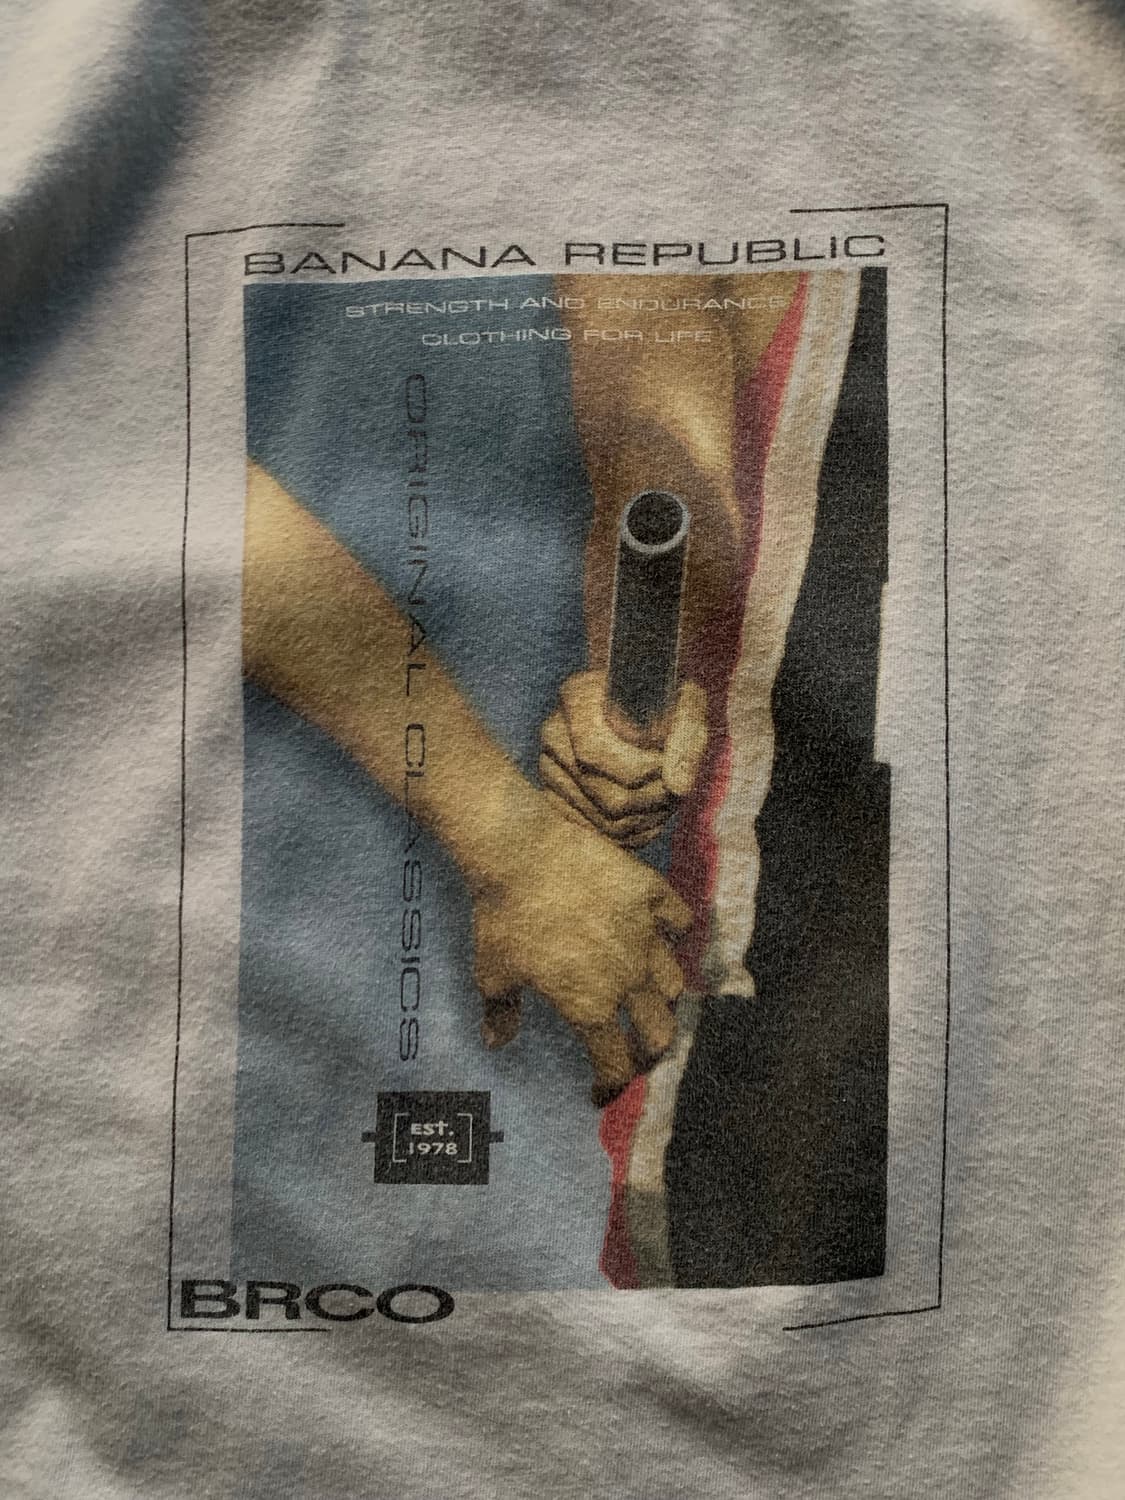 BANANA REPUBLIC
STRENGTH AND ENDURANCE
CLOTHING FOR LIFE
ORIGINAL CLASSICS
EST.
1978
BRCO